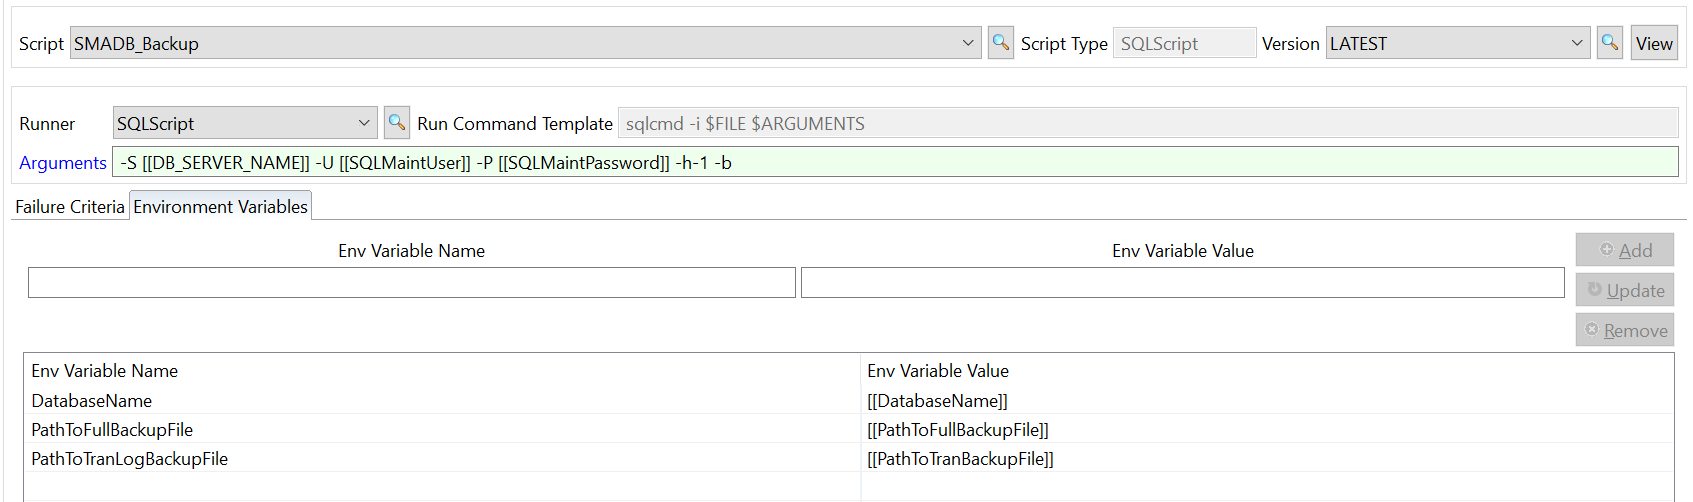 Script SMADB_Backup Script Type SQLScript Version LATEST View
Runner SQLScript Run Command Template sqlcmd -i $FILE $ARGUMENTS
Arguments -S [[DB_SERVER_NAME]] -U [[SQLMaintUser]] -P [[SQLMaintPassword]] -h-1 -b
Failure Criteria Environment Variables
Env Variable Name Env Variable Value Add
Update
Remove
Env Variable Name Env Variable Value
DatabaseName [[DatabaseName]]
PathToFullBackupFile [[PathToFullBackupFile]]
PathToTranLogBackupFile [[PathToTranBackupFile]]